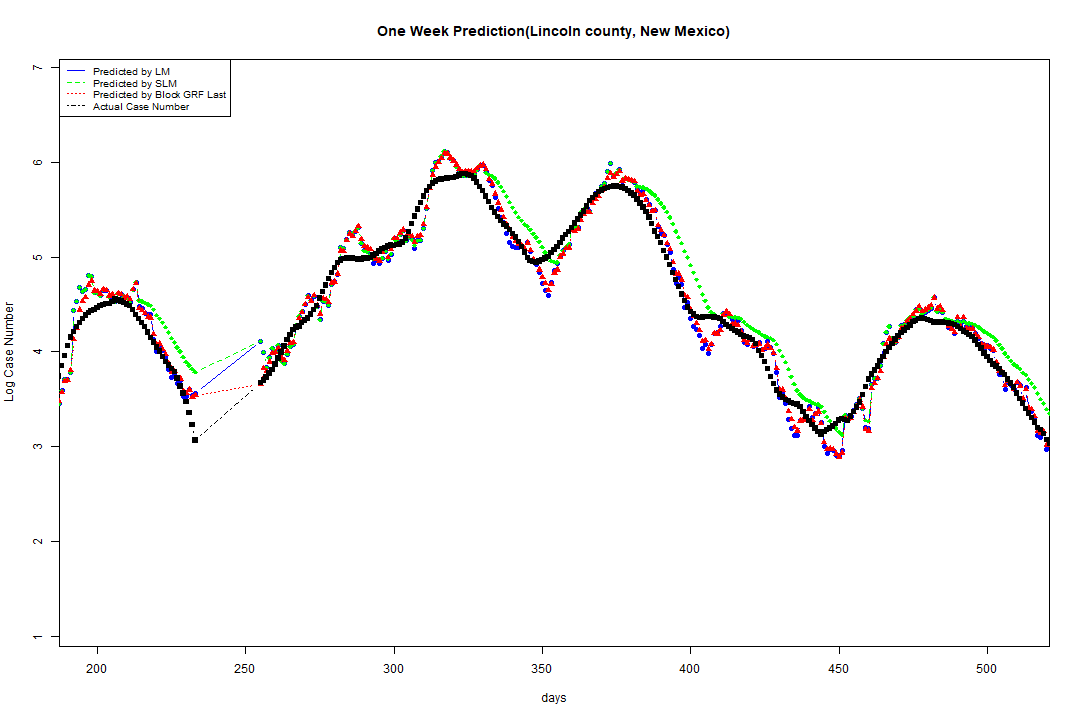 One Week Prediction(Lincoln county, New Mexico)
Predicted by LM
Predicted by SLM
Predicted by Block GRF Last
Actual Case Number
Log Case Number
7
6
5
4
3
2
1
200 250 300 350 400 450 500
days